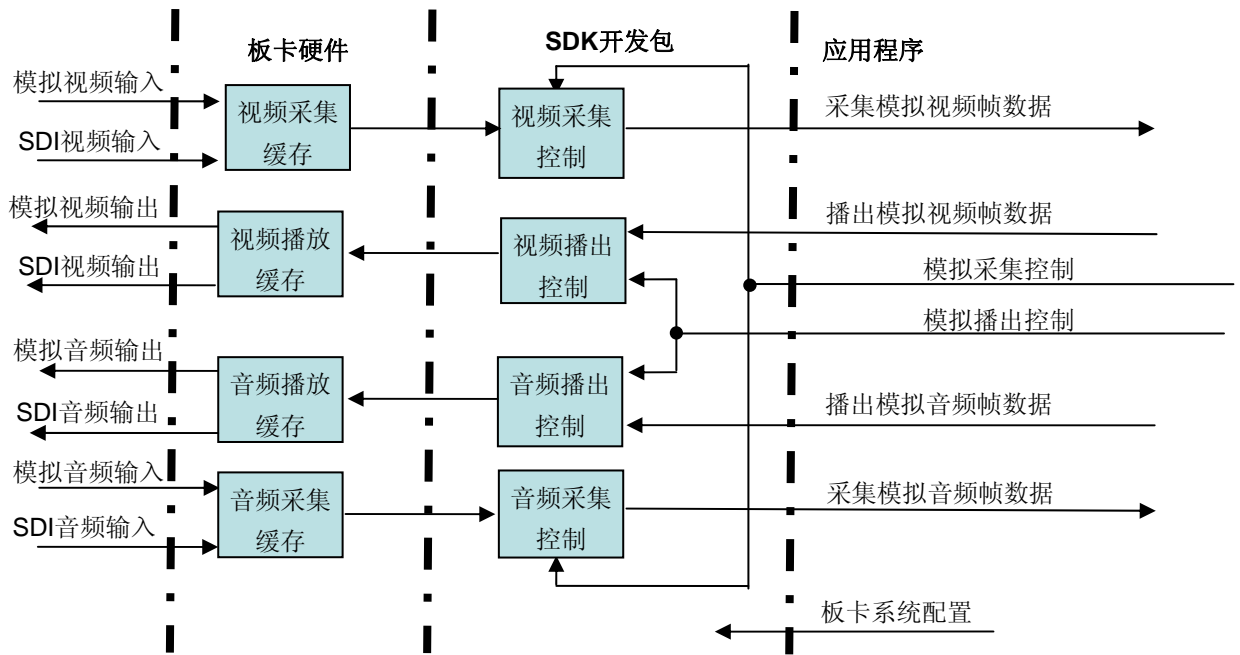 板卡硬件
SDK开发包
应用程序
模拟视频输入
SDI视频输入
视频采集
缓存
视频采集
控制
采集模拟视频帧数据
模拟视频输出
SDI视频输出
视频播放
缓存
视频播出
控制
播出模拟视频帧数据
模拟采集控制
模拟播出控制
模拟音频输出
SDI音频输出
音频播放
缓存
音频播出
控制
播出模拟音频帧数据
模拟音频输入
SDI音频输入
音频采集
缓存
音频采集
控制
采集模拟音频帧数据
板卡系统配置